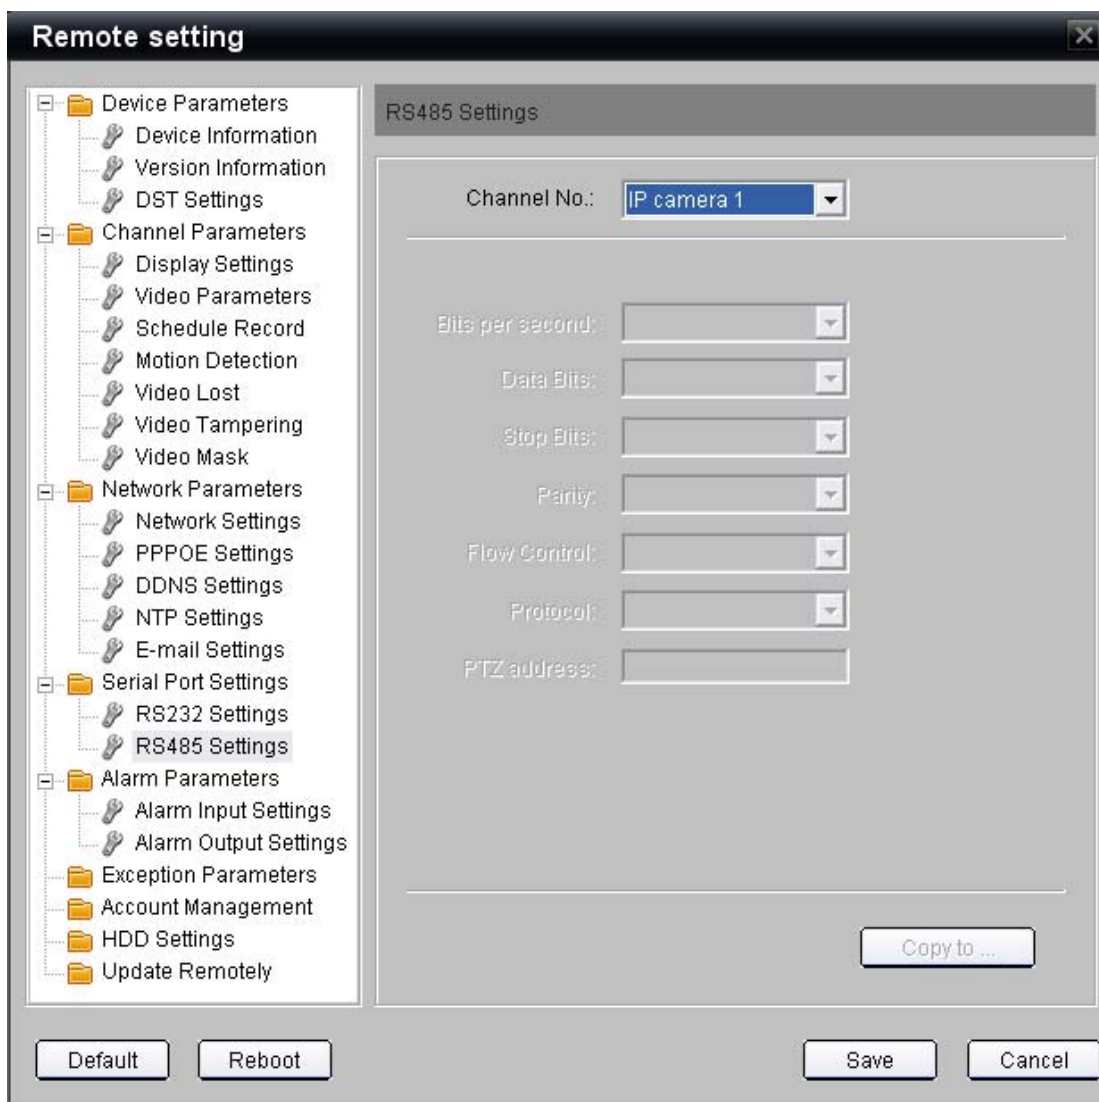 Remote setting
Device Parameters
Device Information
Version Information
DST Settings
Channel Parameters
Display Settings
Video Parameters
Schedule Record
Motion Detection
Video Lost
Video Tampering
Video Mask
Network Parameters
Network Settings
PPPOE Settings
DDNS Settings
NTP Settings
E-mail Settings
Serial Port Settings
RS232 Settings
RS485 Settings
Alarm Parameters
Alarm Input Settings
Alarm Output Settings
Exception Parameters
Account Management
HDD Settings
Update Remotely
RS485 Settings
Channel No.: IP camera 1
Bits per second:
Data Bits:
Stop Bits:
Parity:
Flow Control:
Protocol:
PTZ address:
Copy to ...
Default Reboot Save Cancel